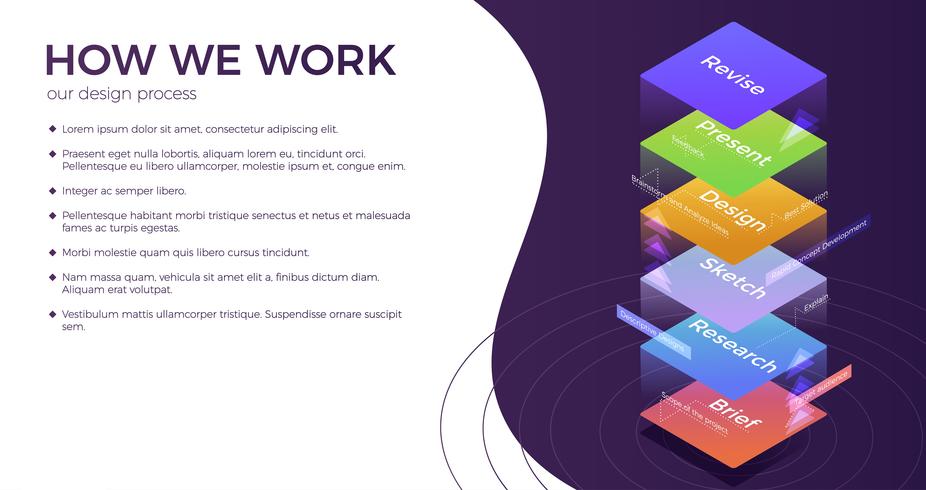 HOW WE WORK
our design process
Lorem ipsum dolor sit amet, consectetur adipiscing elit.
Praesent eget nulla lobortis, aliquam lorem eu, tincidunt orci.
Pellentesque eu libero ullamcorper, molestie ipsum et, congue enim.
Integer ac semper libero.
Pellentesque habitant morbi tristique senectus et netus et malesuada
fames ac turpis egestas.
Morbi molestie quam quis libero cursus tincidunt.
Nam massa quam, vehicula sit amet elit a, finibus dictum diam.
Aliquam erat volutpat.
Vestibulum mattis ullamcorper tristique. Suspendisse ornare suscipit
sem.
Revise
Present
Feedback
Brainstorm and Analyze Ideas
Design
Best Solution
Rapid Concept Development
Sketch
Explain
Descriptive Designs
Research
Target audience
Scope of the project
Brief